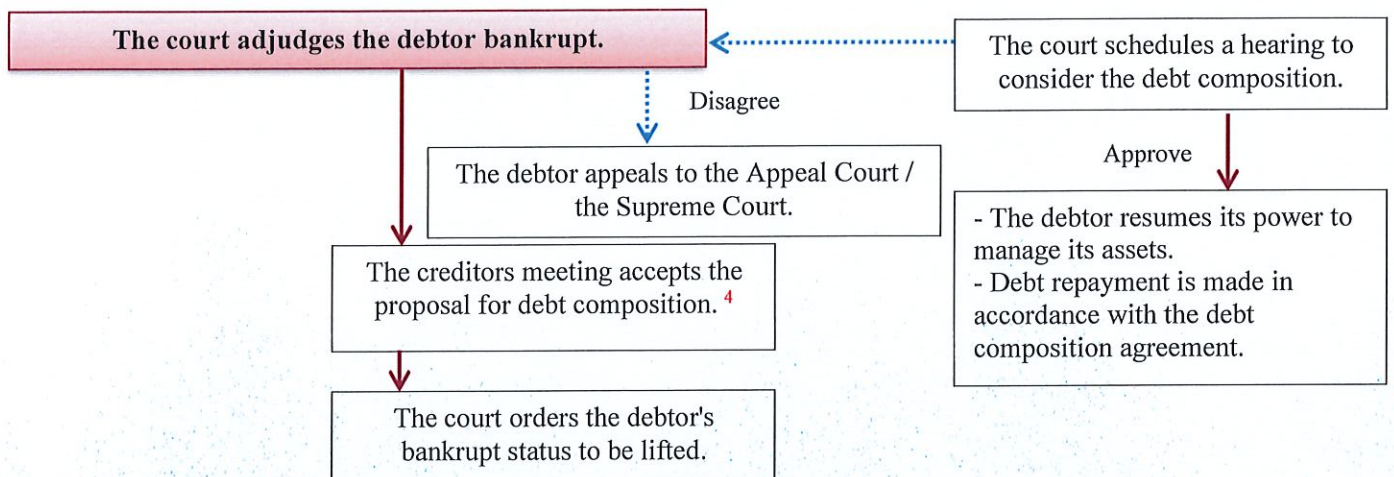 The court adjudges the debtor bankrupt.
The court schedules a hearing to
consider the debt composition.
Disagree
Approve
The debtor appeals to the Appeal Court /
the Supreme Court.
- The debtor resumes its power to
manage its assets.
- Debt repayment is made in
accordance with the debt
composition agreement.
The creditors meeting accepts the
proposal for debt composition. 4
The court orders the debtor's
bankrupt status to be lifted.